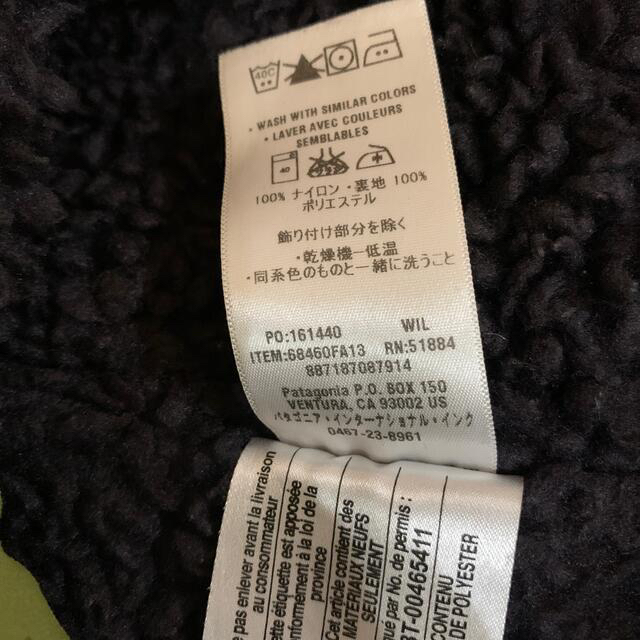 40C
• WASH WITH SIMILAR COLORS
• LAVER AVEC COULEURS
SEMBLABLES
40
100% ナイロン・裏地 100%
ポリエステル
飾り付け部分を除く
・乾燥機ー低温
・同系色のものと一緒に洗うこと
PO:161440 WIL
ITEM:68460FA13 RN:51884
887187087914
Patagonia P.O. BOX 150
VENTURA, CA 93002 US
パタゴニア・インターナショナル・インク
0467-23-8961
pas enlever avant la livraison
au consommateur
Cette étiquette est apposée
conformément à la loi de la
province
Cet article contient des
MATÉRIAUX NEUFS
SEULEMENT
par No. de permis :
00465411
CONTENU
DE POLYESTER